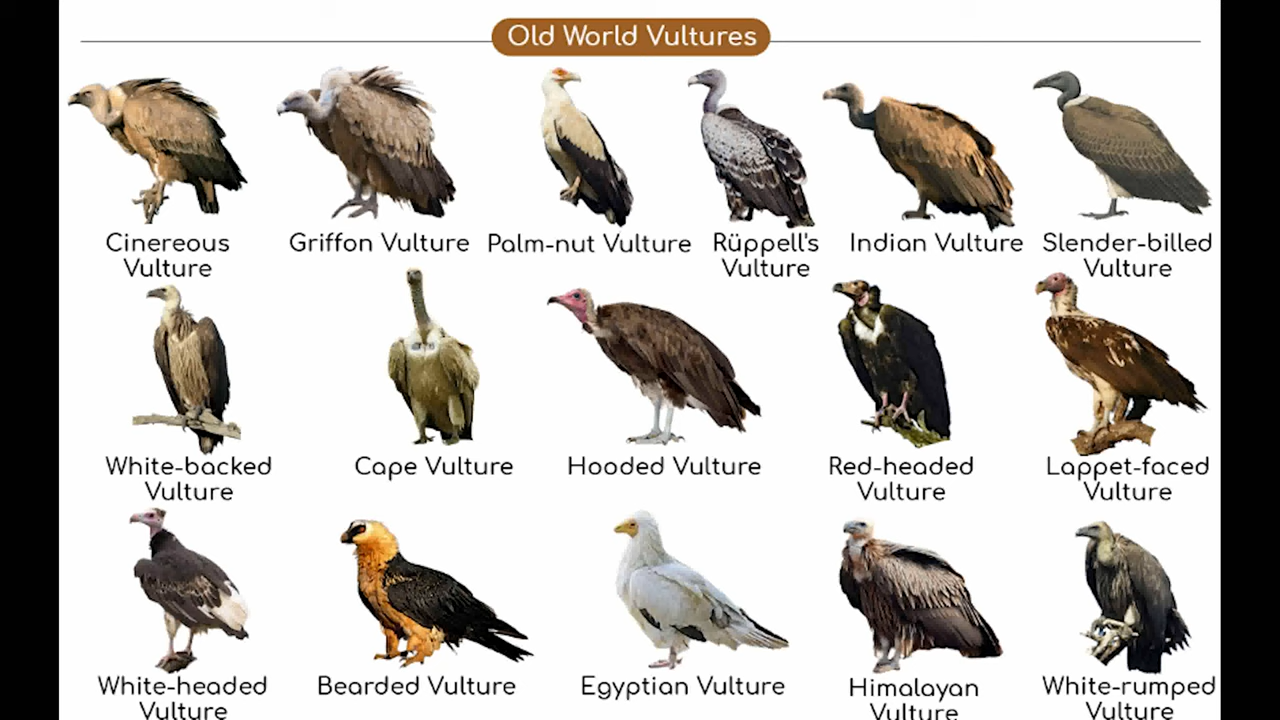 Old World Vultures
Cinereous
Vulture
Griffon Vulture
Palm-nut Vulture
Rüppell's
Vulture
Indian Vulture
Slender-billed
Vulture
White-backed
Vulture
Cape Vulture
Hooded Vulture
Red-headed
Vulture
Lappet-faced
Vulture
White-headed
Vulture
Bearded Vulture
Egyptian Vulture
Himalayan
Vulture
White-rumped
Vulture